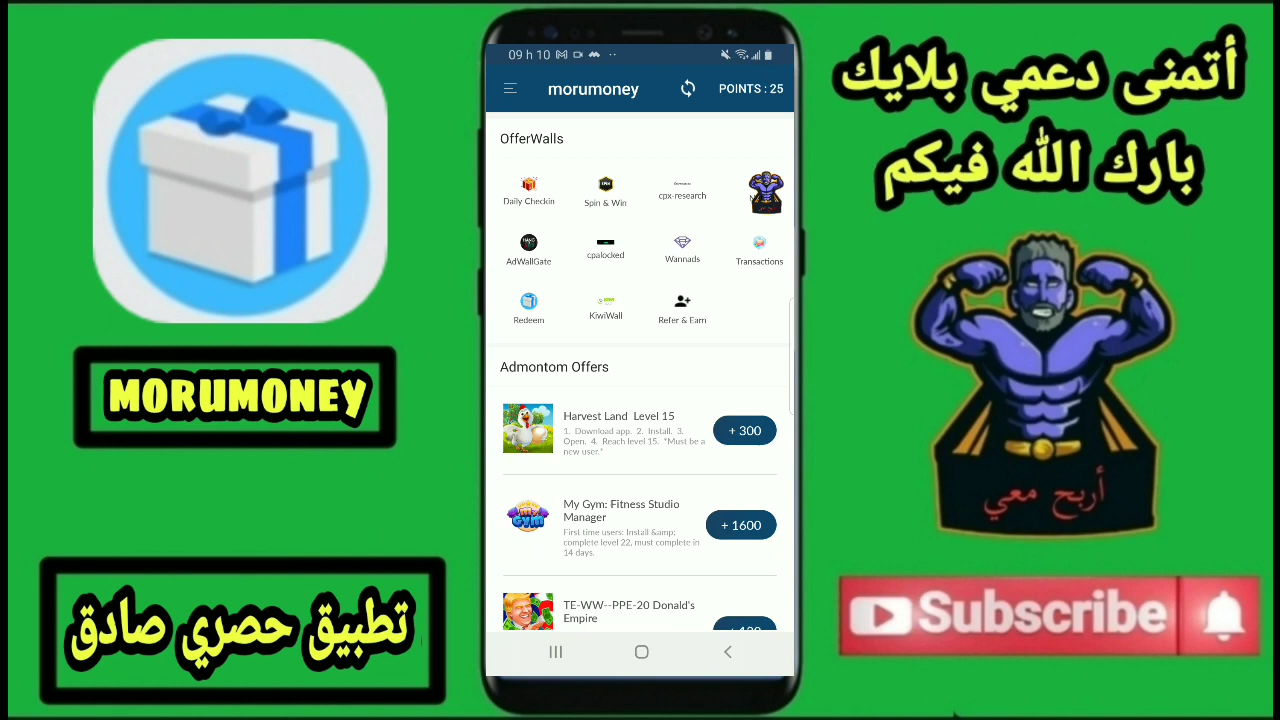 أتمنى دعمي بلايك
بارك الله فيكم
MORUMONEY
تطبيق حصري صادق
09 h 10
morumoney
POINTS : 25
OfferWalls
Daily Checkin
SPIN
Spin & Win
cpx-research
AdWallGate
cpalocked
Wannads
Transactions
Redeem
KiwiWall
Refer & Earn
Admontom Offers
Harvest Land Level 15
1. Download app. 2. Install. 3.
Open. 4. Reach level 15. *Must be a
new user.*
+ 300
my Gym
My Gym: Fitness Studio
Manager
First time users: Install &amp;
complete level 22, must complete in
14 days.
+ 1600
TE-WW--PPE-20 Donald's
Empire
أربح معي
Subscribe